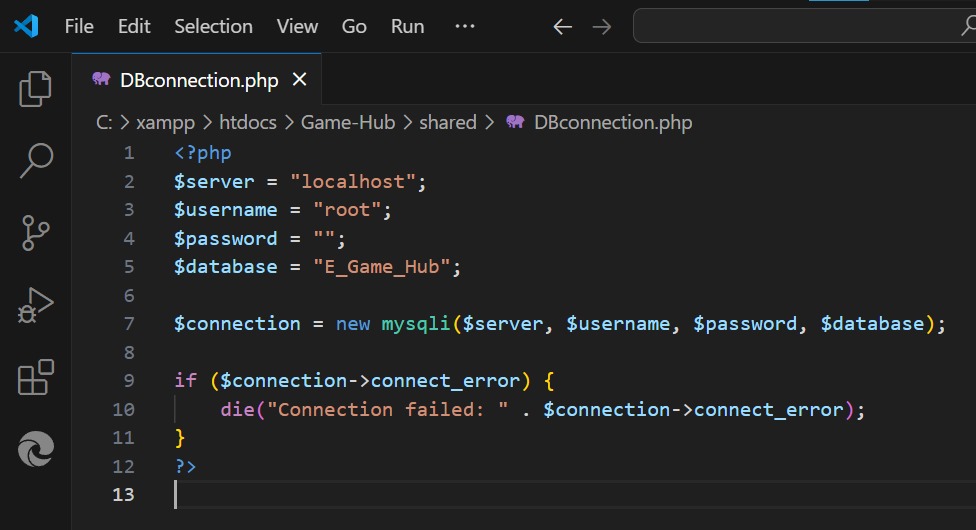 File Edit Selection View Go Run ···
DBconnection.php ×
C: > xampp > htdocs > Game-Hub > shared > DBconnection.php
1 <?php
2 $server = "localhost";
3 $username = "root";
4 $password = "";
5 $database = "E_Game_Hub";
6
7 $connection = new mysqli($server, $username, $password, $database);
8
9 if ($connection->connect_error) {
10     die("Connection failed: " . $connection->connect_error);
11 }
12 ?>
13